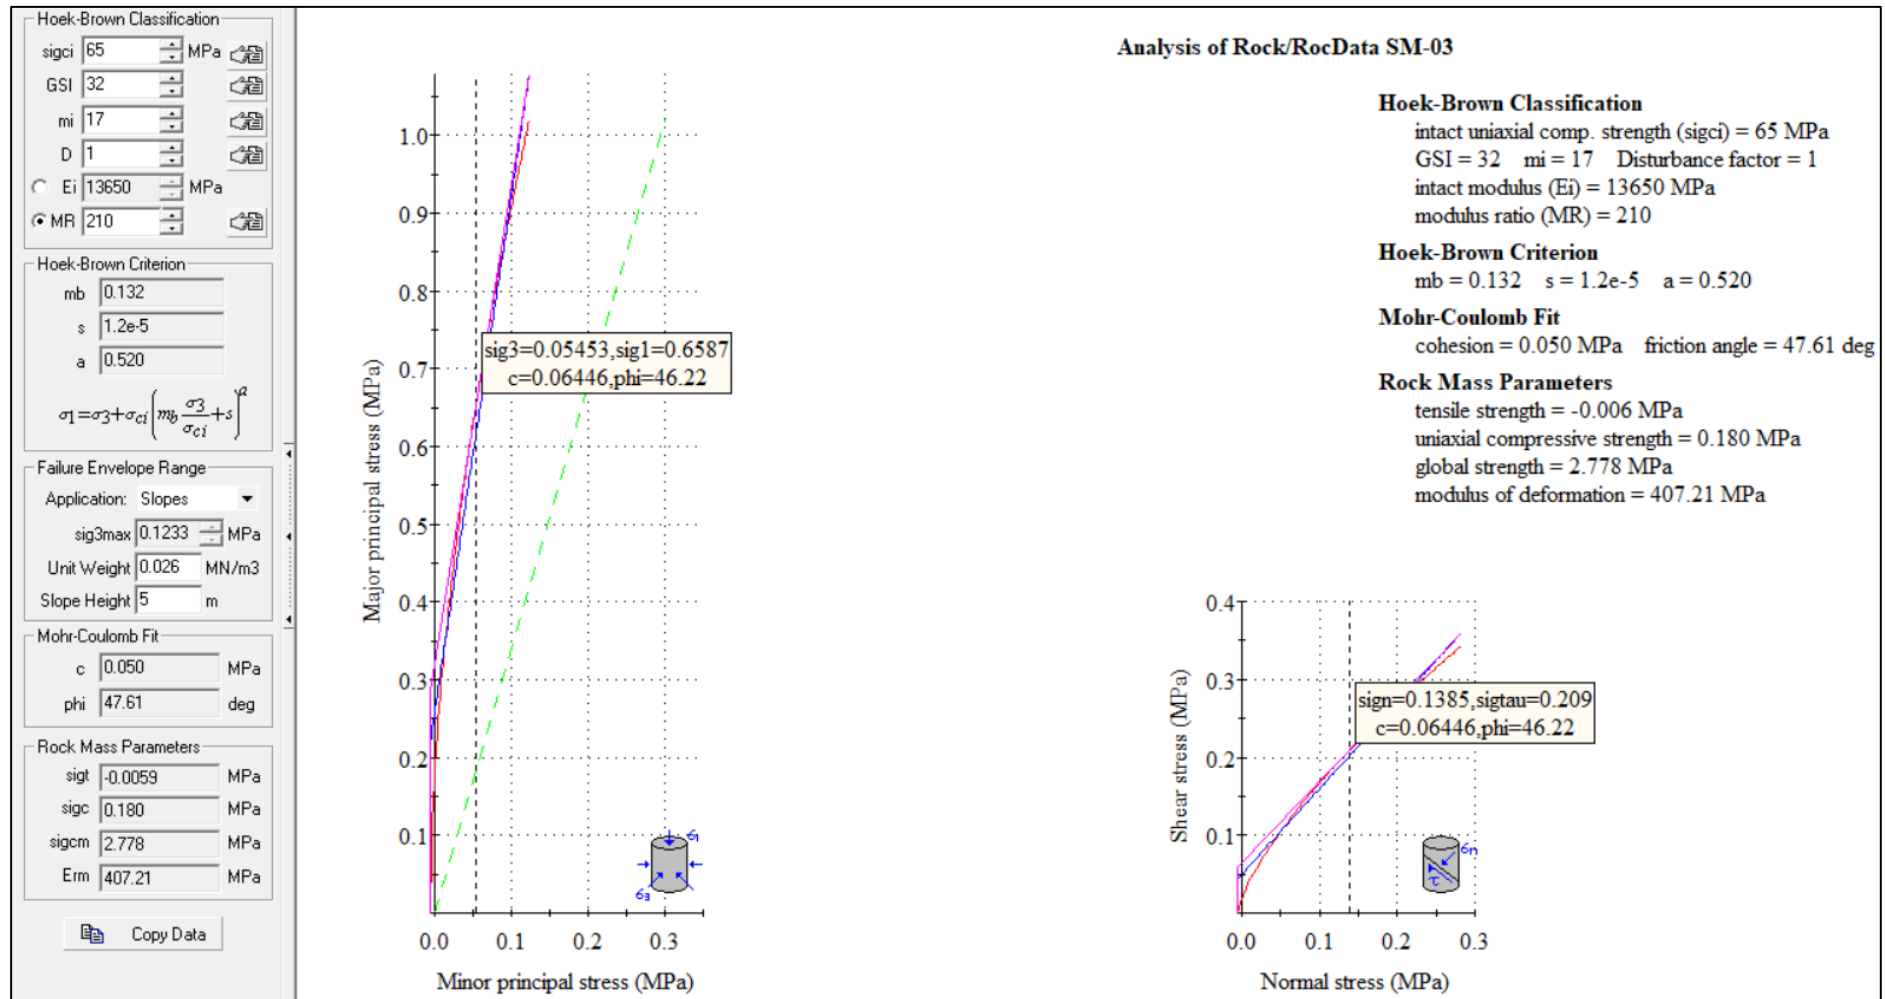 Hoek-Brown Classification
sigci 65 MPa
GSI 32
mi 17
D 1
Ei 13650 MPa
MR 210
Hoek-Brown Criterion
mb 0.132
s 1.2e-5
a 0.520
σ1=σ3+σci(mb σ3/σci+s)^a
Failure Envelope Range
Application: Slopes
sig3max 0.1233 MPa
Unit Weight 0.026 MN/m3
Slope Height 5 m
Mohr-Coulomb Fit
c 0.050 MPa
phi 47.61 deg
Rock Mass Parameters
sigt -0.0059 MPa
sigc 0.180 MPa
sigcm 2.778 MPa
Erm 407.21 MPa
Copy Data
Major principal stress (MPa)
1.0
0.9
0.8
0.7
0.6
0.5
0.4
0.3
0.2
0.1
0.0 0.1 0.2 0.3
Minor principal stress (MPa)
sig3=0.05453,sig1=0.6587
c=0.06446,phi=46.22
σ1
σ3
Analysis of Rock/RocData SM-03
Hoek-Brown Classification
intact uniaxial comp. strength (sigci) = 65 MPa
GSI = 32 mi = 17 Disturbance factor = 1
intact modulus (Ei) = 13650 MPa
modulus ratio (MR) = 210
Hoek-Brown Criterion
mb = 0.132 s = 1.2e-5 a = 0.520
Mohr-Coulomb Fit
cohesion = 0.050 MPa friction angle = 47.61 deg
Rock Mass Parameters
tensile strength = -0.006 MPa
uniaxial compressive strength = 0.180 MPa
global strength = 2.778 MPa
modulus of deformation = 407.21 MPa
Shear stress (MPa)
0.4
0.3
0.2
0.1
0.0 0.1 0.2 0.3
Normal stress (MPa)
sign=0.1385,sigtau=0.209
c=0.06446,phi=46.22
σn
τ